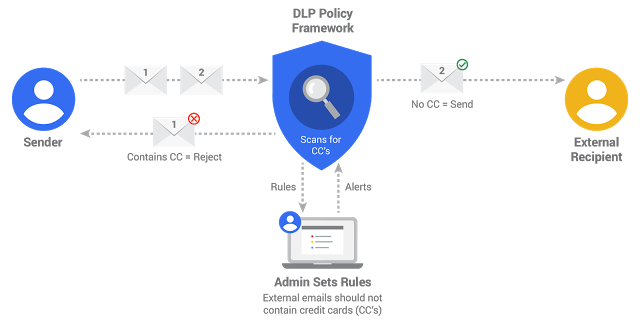 DLP Policy
Framework
1
2
2
No CC = Send
1
Contains CC = Reject
Scans for
CC's
Sender
External
Recipient
Rules
Alerts
Admin Sets Rules
External emails should not
contain credit cards (CC's)